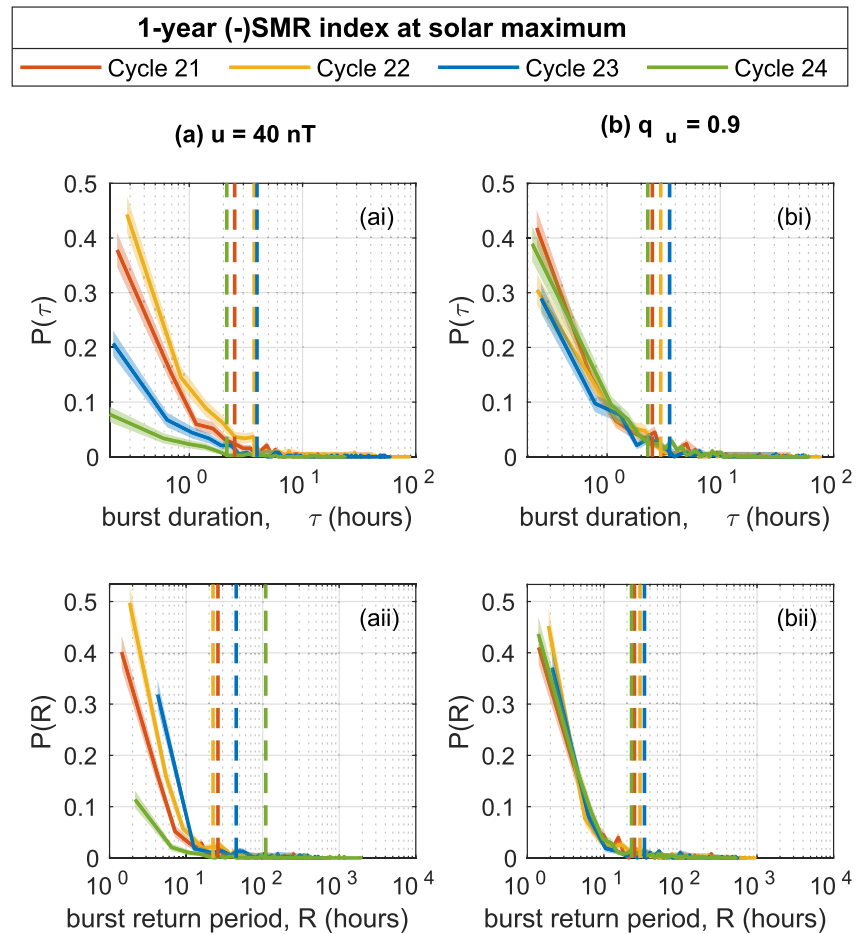 1-year (-)SMR index at solar maximum
Cycle 21 Cycle 22 Cycle 23 Cycle 24
(a) u = 40 nT
(b) q u = 0.9
0.5
0.4
0.3
0.2
0.1
0
P(τ)
(ai)
10^0 10^1 10^2
burst duration, τ (hours)
0.5
0.4
0.3
0.2
0.1
0
P(τ)
(bi)
10^0 10^1 10^2
burst duration, τ (hours)
0.5
0.4
0.3
0.2
0.1
0
P(R)
(aii)
10^0 10^1 10^2 10^3 10^4
burst return period, R (hours)
0.5
0.4
0.3
0.2
0.1
0
P(R)
(bii)
10^0 10^1 10^2 10^3 10^4
burst return period, R (hours)